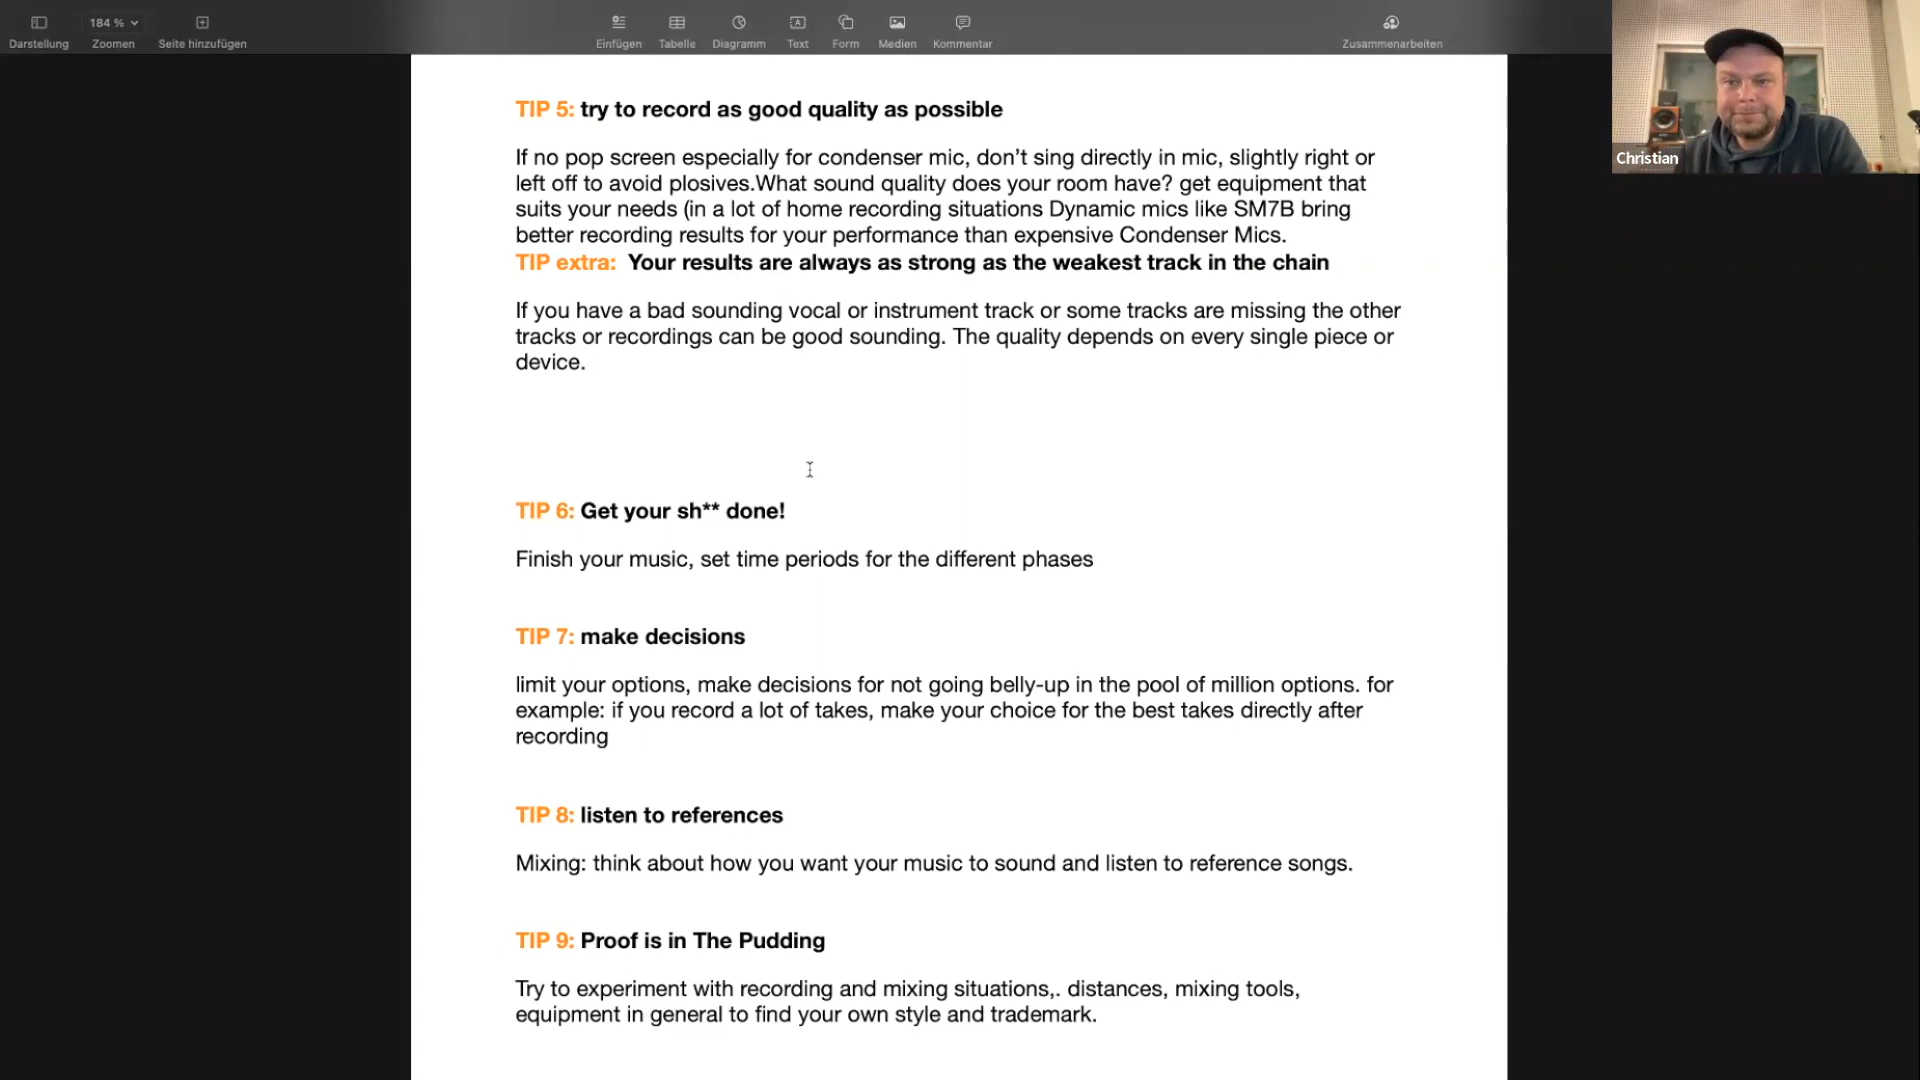 184 %
Darstellung Zoomen Seite hinzufügen Einfügen Tabelle Diagramm Text Form Medien Kommentar Zusammenarbeiten
Christian
TIP 5: try to record as good quality as possible
If no pop screen especially for condenser mic, don’t sing directly in mic, slightly right or
left off to avoid plosives.What sound quality does your room have? get equipment that
suits your needs (in a lot of home recording situations Dynamic mics like SM7B bring
better recording results for your performance than expensive Condenser Mics.
TIP extra: Your results are always as strong as the weakest track in the chain
If you have a bad sounding vocal or instrument track or some tracks are missing the other
tracks or recordings can be good sounding. The quality depends on every single piece or
device.
TIP 6: Get your sh** done!
Finish your music, set time periods for the different phases
TIP 7: make decisions
limit your options, make decisions for not going belly-up in the pool of million options. for
example: if you record a lot of takes, make your choice for the best takes directly after
recording
TIP 8: listen to references
Mixing: think about how you want your music to sound and listen to reference songs.
TIP 9: Proof is in The Pudding
Try to experiment with recording and mixing situations,. distances, mixing tools,
equipment in general to find your own style and trademark.